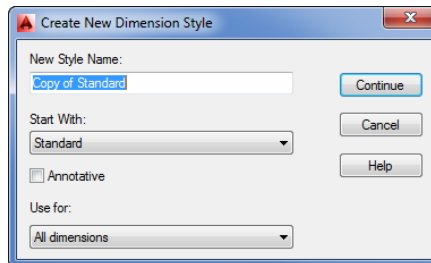 Create New Dimension Style
New Style Name:
Copy of Standard
Continue
Start With:
Cancel
Standard
Help
Annotative
Use for:
All dimensions